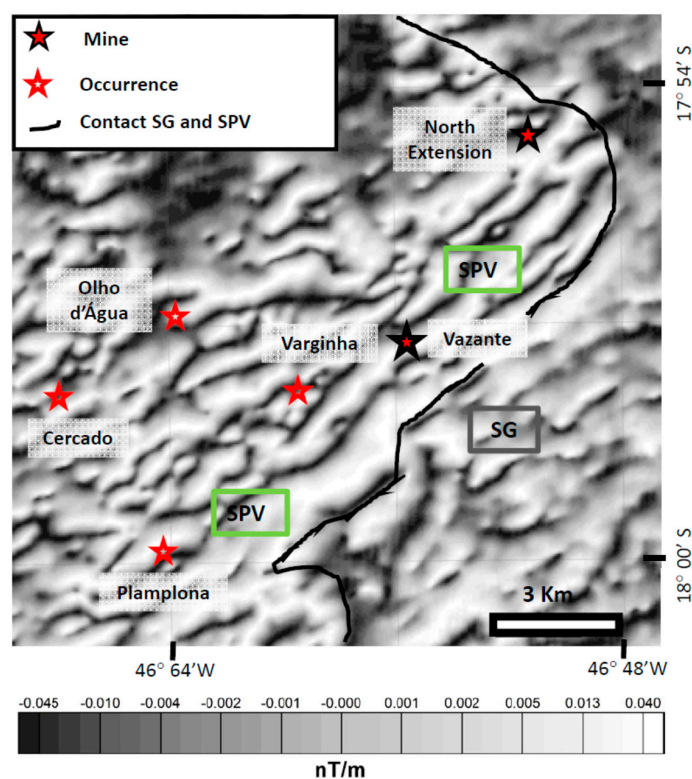 Mine
Occurrence
Contact SG and SPV
17° 54′ S
North
Extension
SPV
Olho
d'Água
Varginha
Vazante
Cercado
SG
SPV
Plamplona
3 Km
18° 00′ S
46° 64′W
46° 48′W
-0.045 -0.010 -0.004 -0.002 -0.001 -0.000 0.001 0.002 0.005 0.013 0.040
nT/m